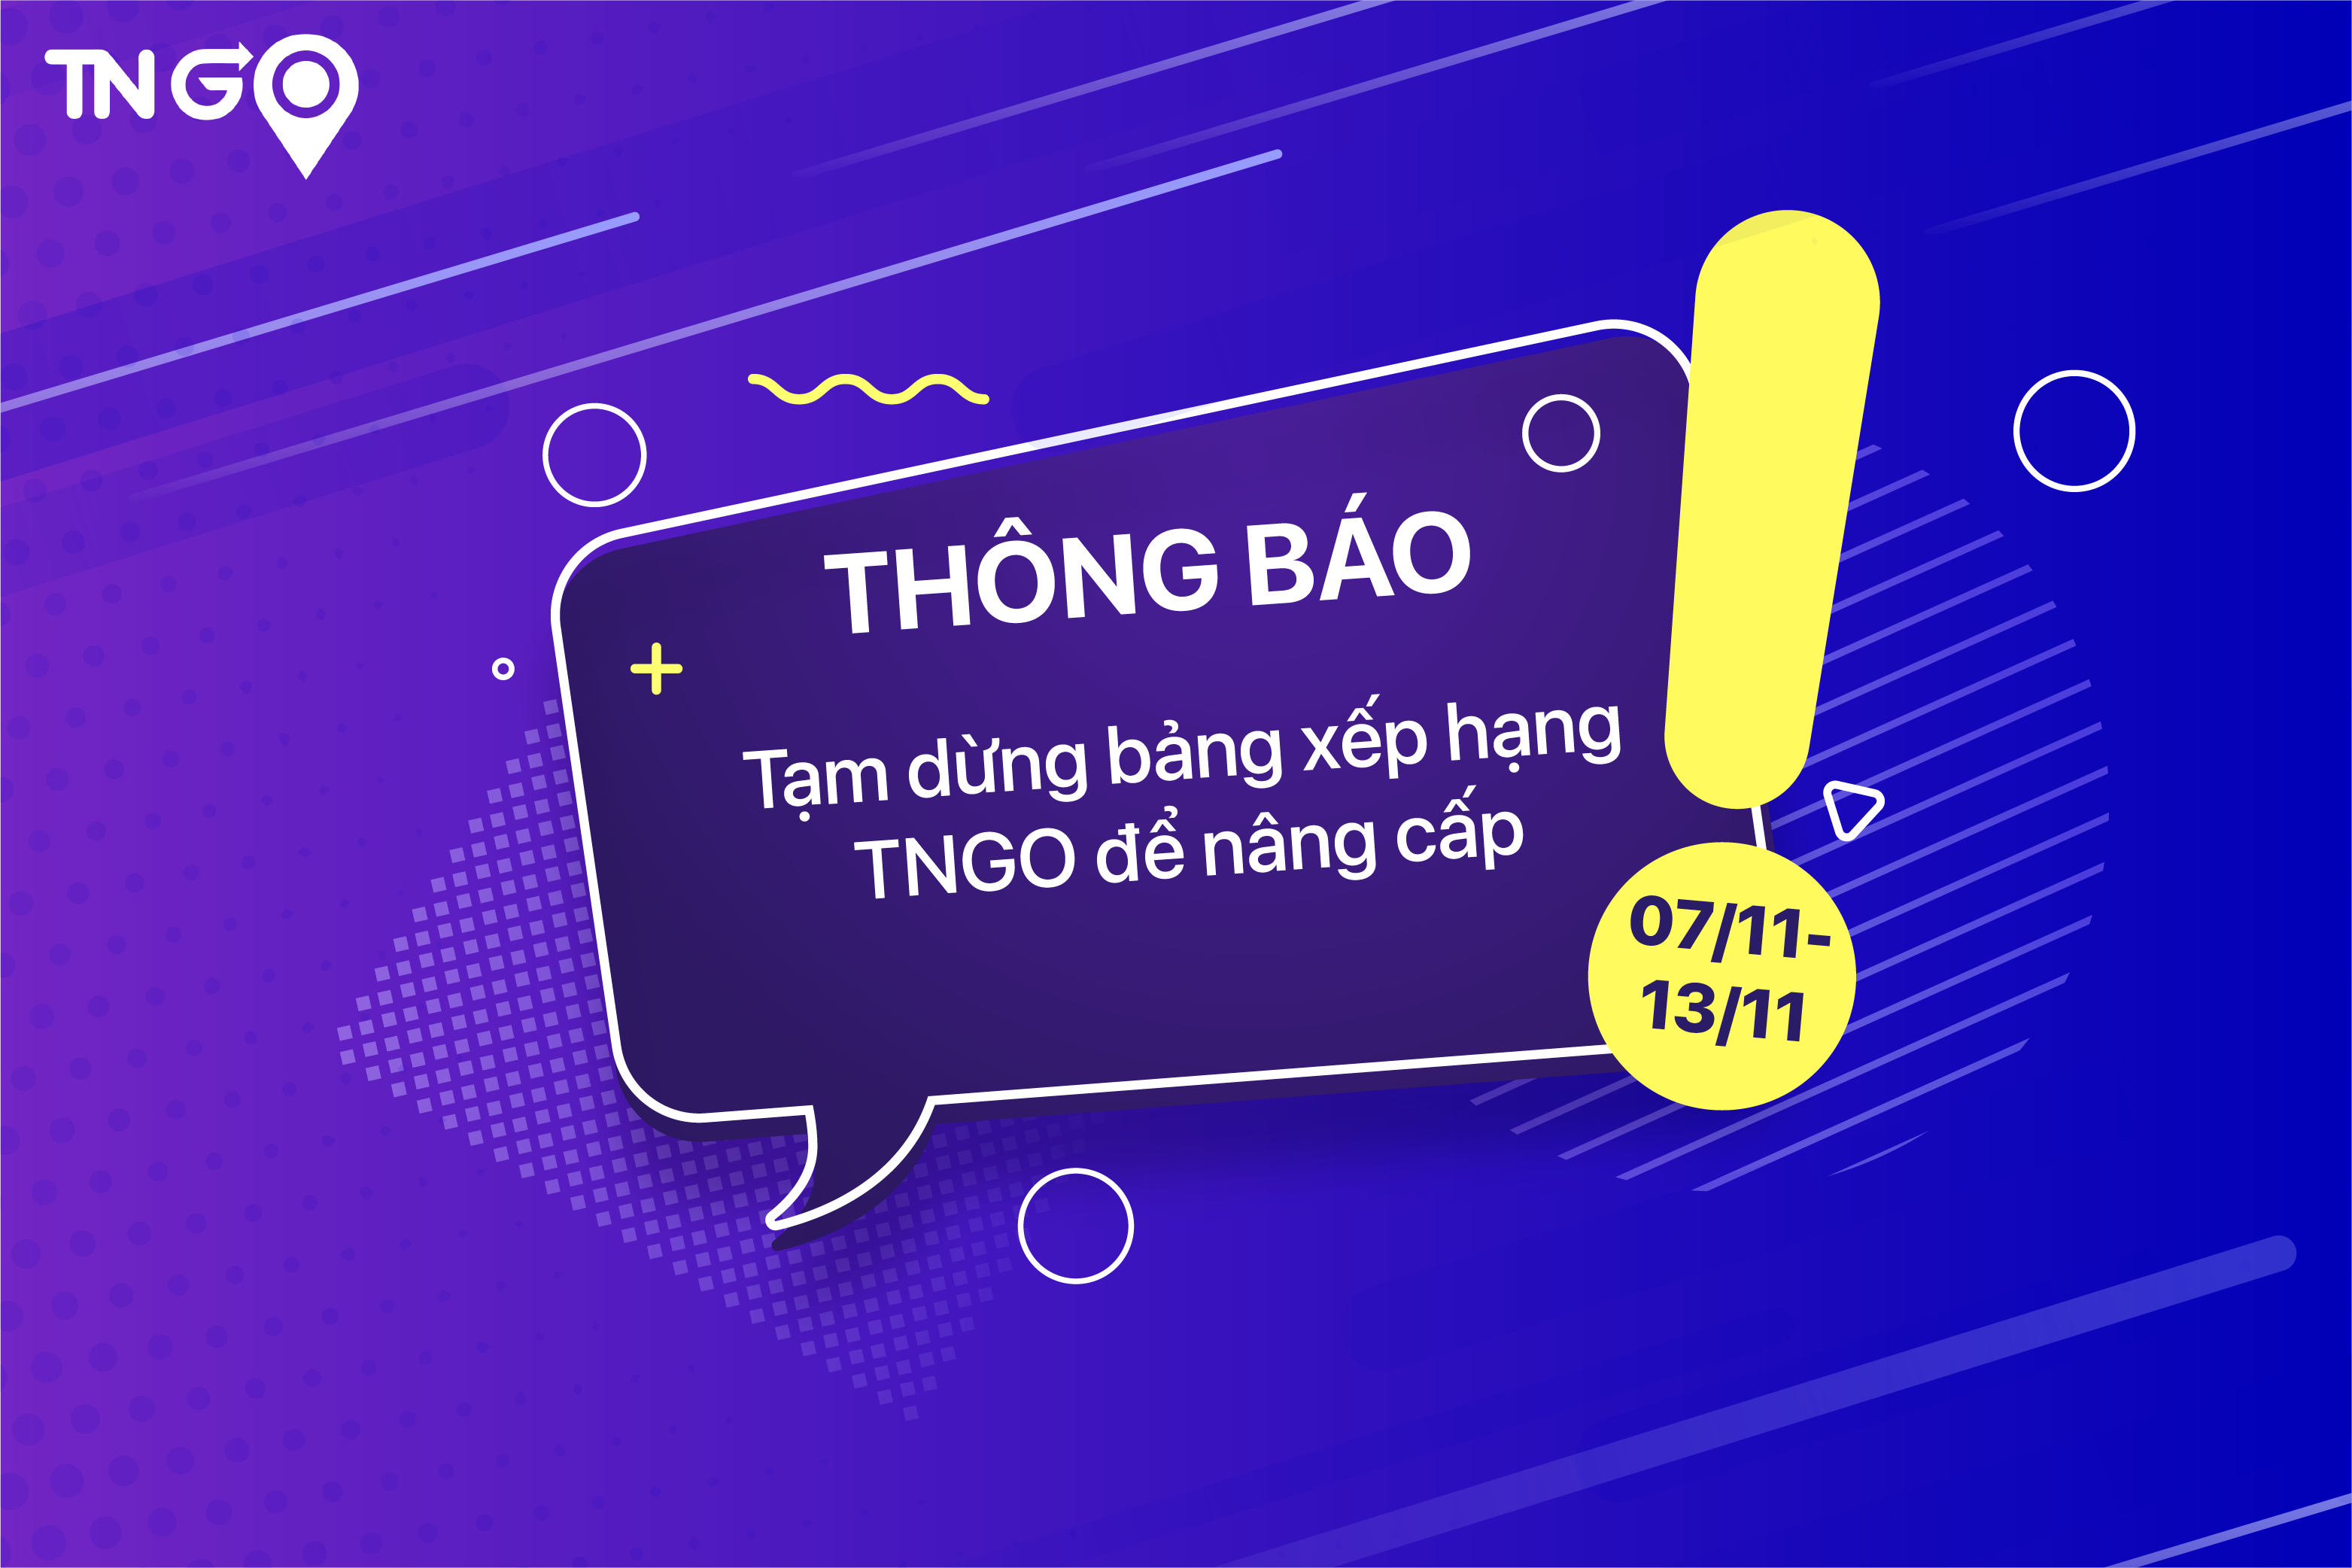 TNGO
THÔNG BÁO
Tạm dừng bảng xếp hạng
TNGO để nâng cấp
07/11-
13/11